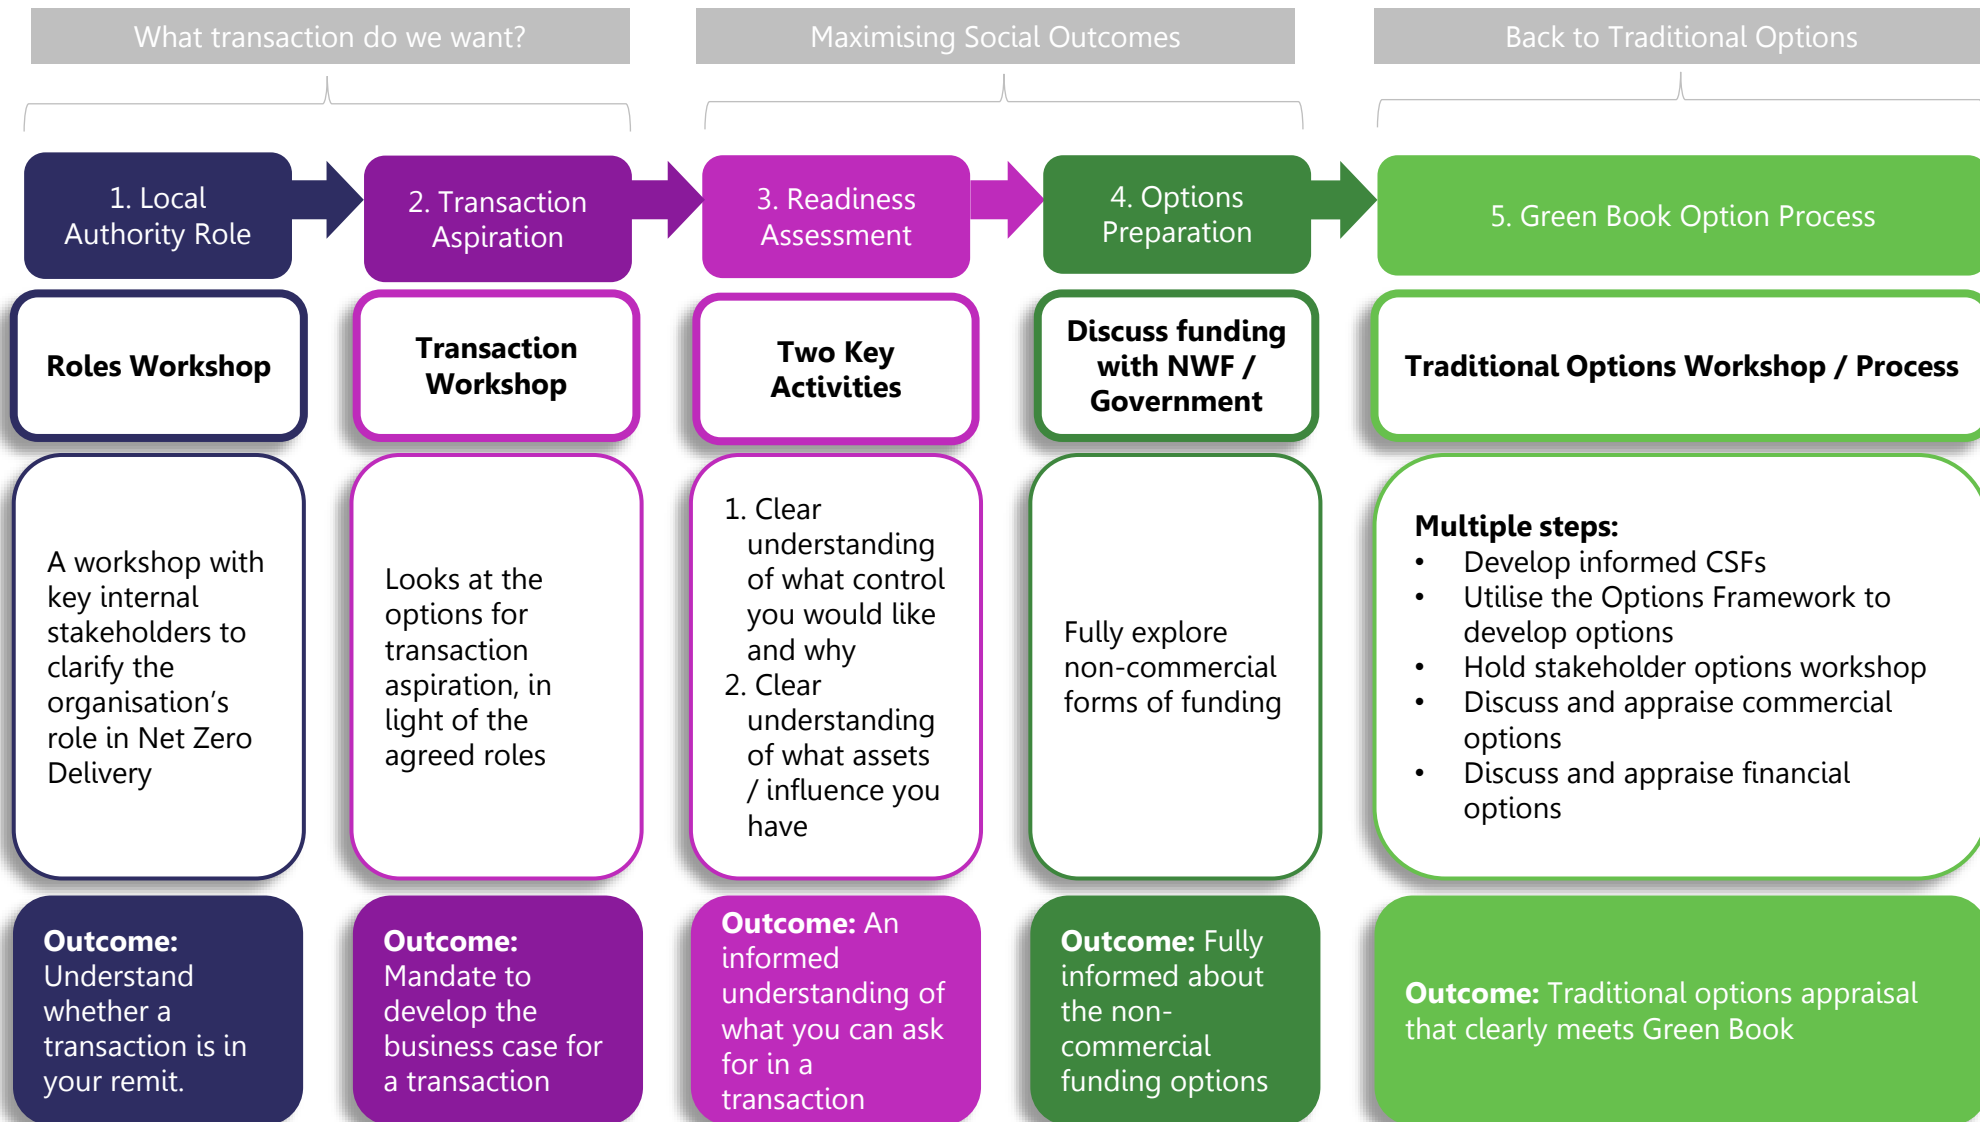 What transaction do we want?
Maximising Social Outcomes
Back to Traditional Options
1. Local
Authority Role
2. Transaction
Aspiration
3. Readiness
Assessment
4. Options
Preparation
5. Green Book Option Process
Roles Workshop
Transaction
Workshop
Two Key
Activities
Discuss funding
with NWF /
Government
Traditional Options Workshop / Process
A workshop with
key internal
stakeholders to
clarify the
organisation’s
role in Net Zero
Delivery
Looks at the
options for
transaction
aspiration, in
light of the
agreed roles
1. Clear
understanding
of what control
you would like
and why
2. Clear
understanding
of what assets
/ influence you
have
Fully explore
non-commercial
forms of funding
Multiple steps:
• Develop informed CSFs
• Utilise the Options Framework to
develop options
• Hold stakeholder options workshop
• Discuss and appraise commercial
options
• Discuss and appraise financial
options
Outcome:
Understand
whether a
transaction is in
your remit.
Outcome:
Mandate to
develop the
business case for
a transaction
Outcome: An
informed
understanding of
what you can ask
for in a
transaction
Outcome: Fully
informed about
the non-
commercial
funding options
Outcome: Traditional options appraisal
that clearly meets Green Book